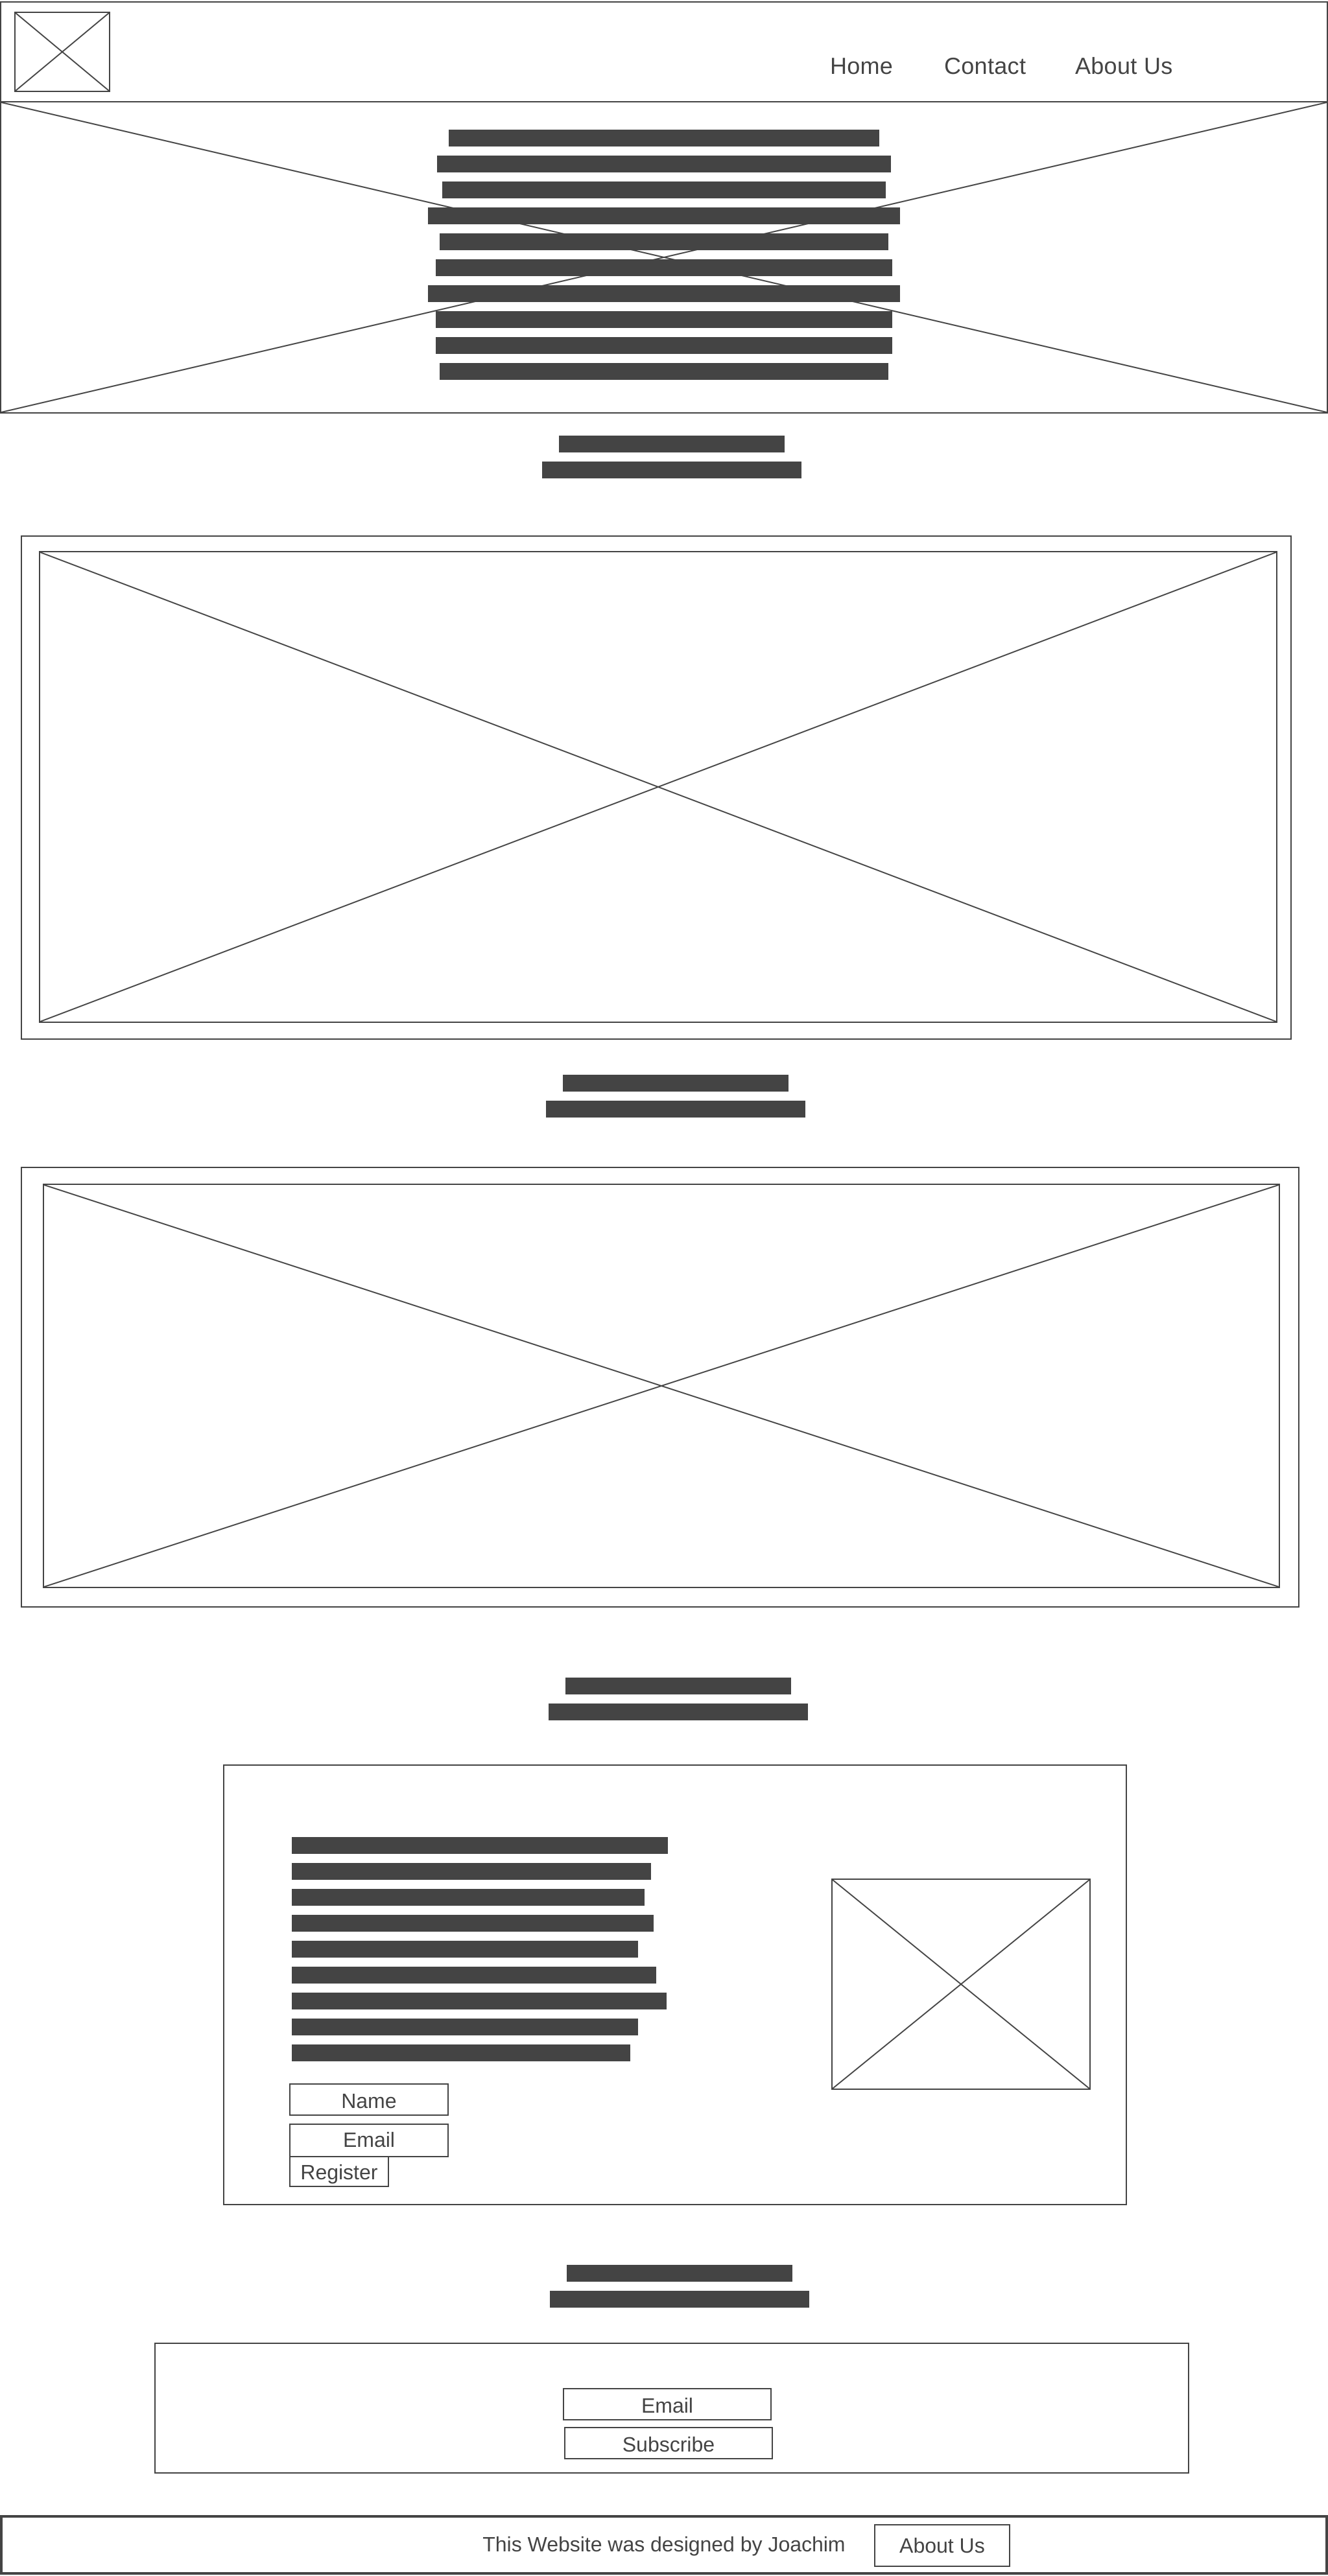 Home Contact About Us
Name
Email
Register
Email
Subscribe
This Website was designed by Joachim About Us